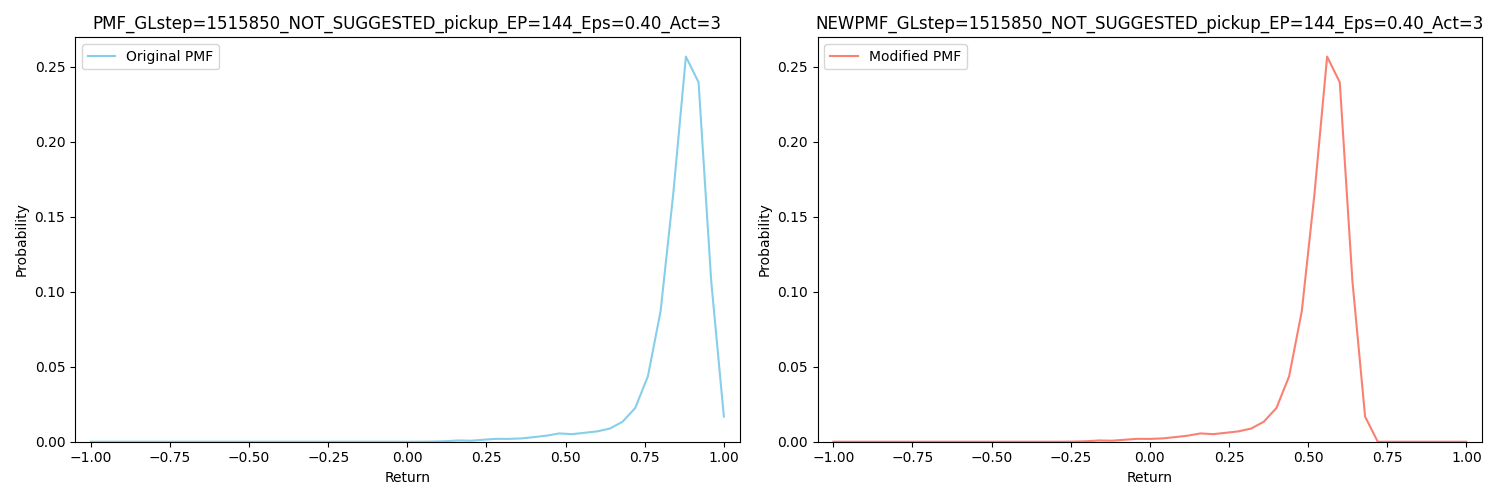 PMF_GLstep=1515850_NOT_SUGGESTED_pickup_EP=144_Eps=0.40_Act=3
Original PMF
Probability
0.25
0.20
0.15
0.10
0.05
0.00
−1.00 −0.75 −0.50 −0.25 0.00 0.25 0.50 0.75 1.00
Return
NEWPMF_GLstep=1515850_NOT_SUGGESTED_pickup_EP=144_Eps=0.40_Act=3
Modified PMF
Probability
0.25
0.20
0.15
0.10
0.05
0.00
−1.00 −0.75 −0.50 −0.25 0.00 0.25 0.50 0.75 1.00
Return